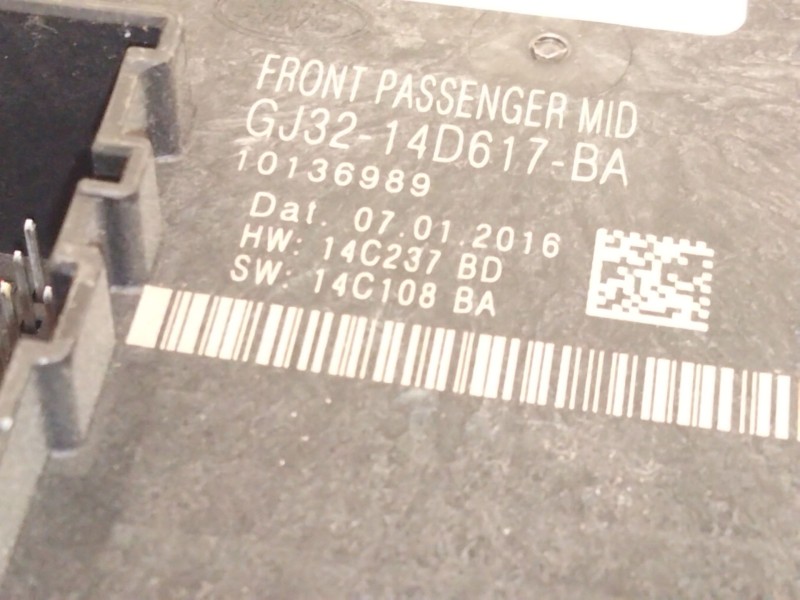 FRONT PASSENGER MID
GJ32-14D617-BA
10136989
Dat. 07.01.2016
HW: 14C237 BD
SW: 14C108 BA